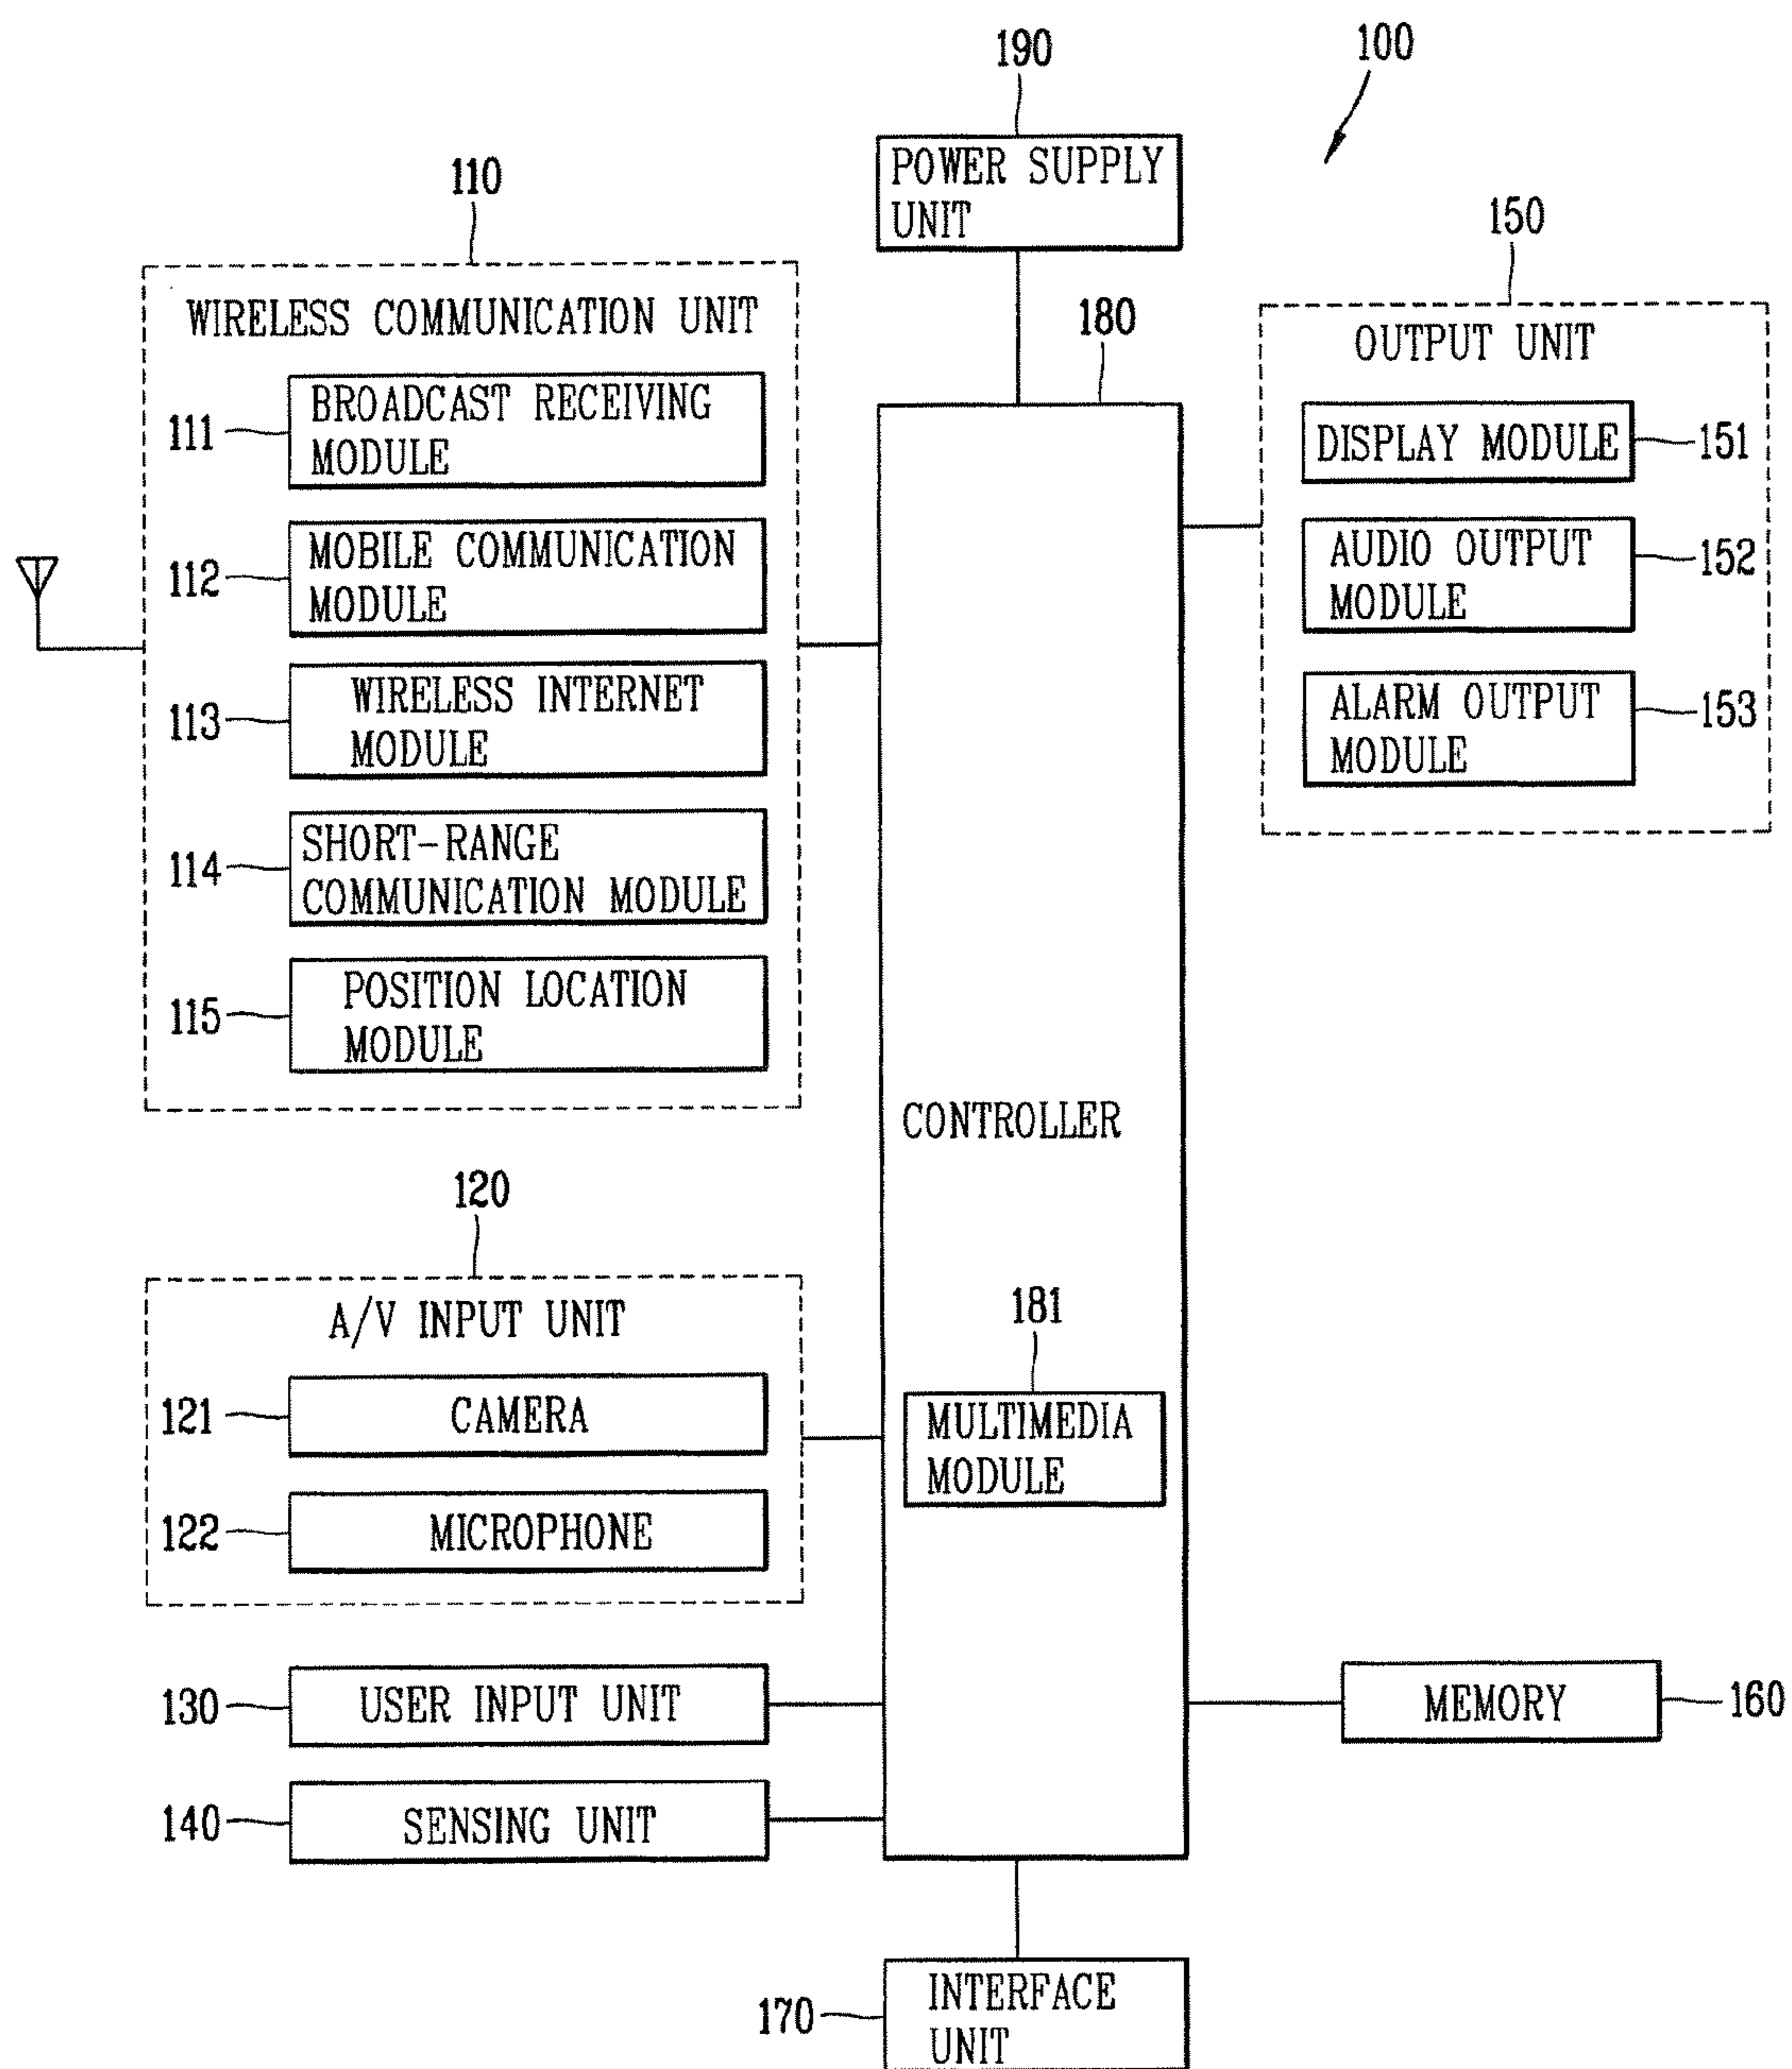 100
190
POWER SUPPLY
UNIT
110
WIRELESS COMMUNICATION UNIT
111
BROADCAST RECEIVING
MODULE
112
MOBILE COMMUNICATION
MODULE
113
WIRELESS INTERNET
MODULE
114
SHORT-RANGE
COMMUNICATION MODULE
115
POSITION LOCATION
MODULE
120
A/V INPUT UNIT
121
CAMERA
122
MICROPHONE
130
USER INPUT UNIT
140
SENSING UNIT
180
CONTROLLER
181
MULTIMEDIA
MODULE
150
OUTPUT UNIT
DISPLAY MODULE
151
AUDIO OUTPUT
MODULE
152
ALARM OUTPUT
MODULE
153
MEMORY
160
170
INTERFACE
UNIT